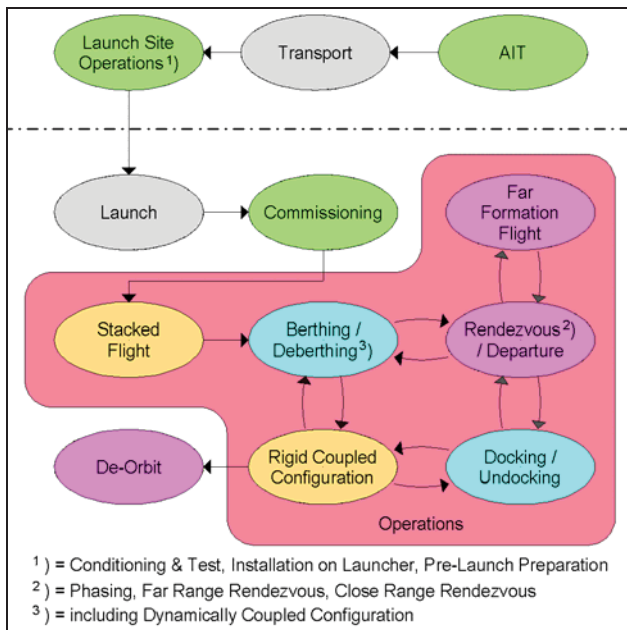 Launch Site
Operations¹)
Transport
AIT
Launch
Commissioning
Far
Formation
Flight
Stacked
Flight
Berthing /
Deberthing³)
Rendezvous²)
/ Departure
De-Orbit
Rigid Coupled
Configuration
Docking /
Undocking
Operations
¹) = Conditioning & Test, Installation on Launcher, Pre-Launch Preparation
²) = Phasing, Far Range Rendezvous, Close Range Rendezvous
³) = including Dynamically Coupled Configuration